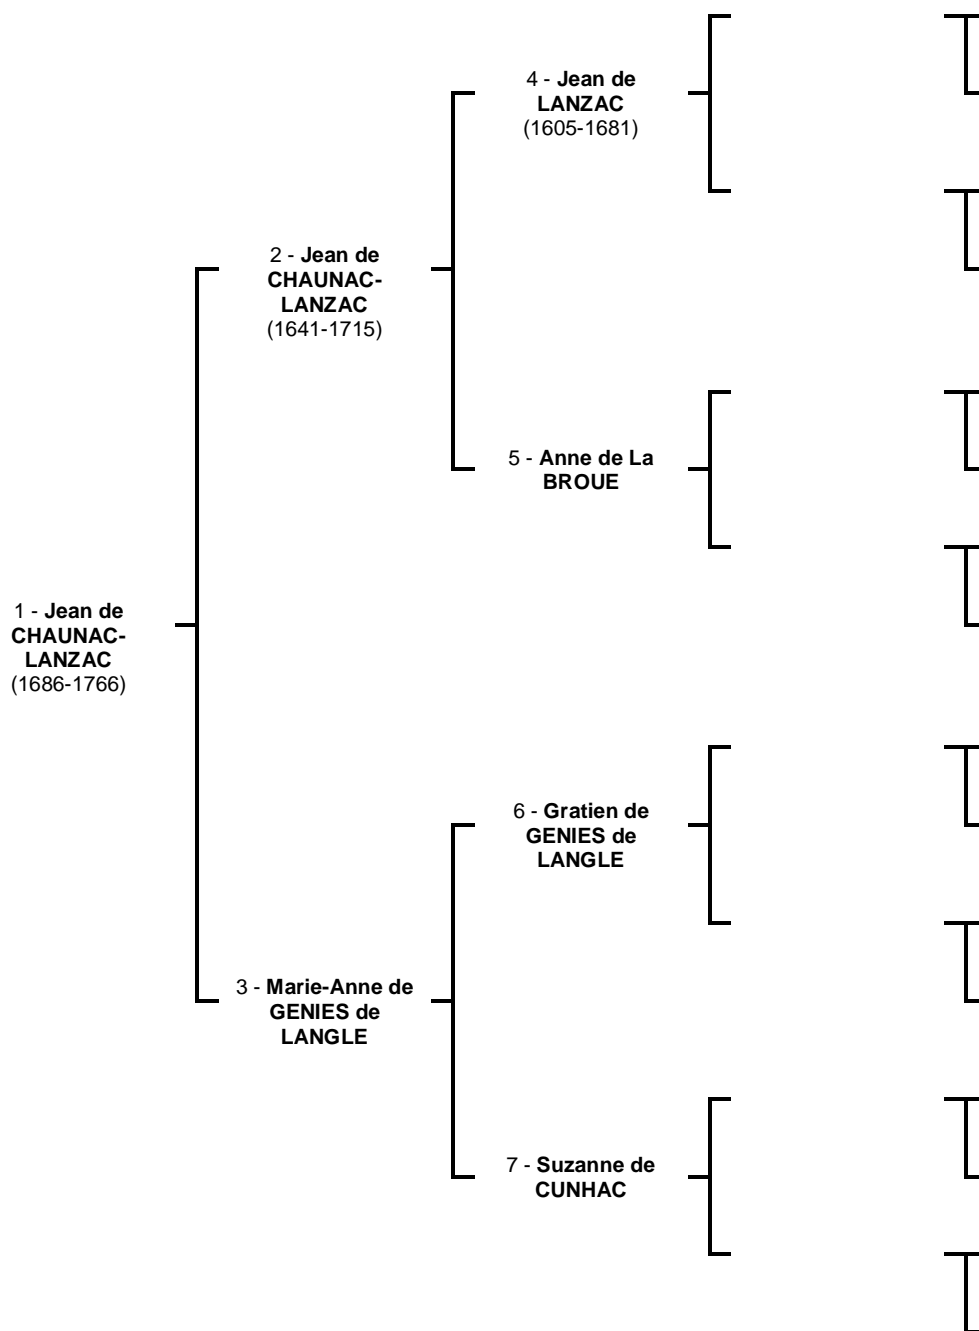 4 - Jean de
LANZAC
(1605-1681)
2 - Jean de
CHAUNAC-
LANZAC
(1641-1715)
5 - Anne de La
BROUE
1 - Jean de
CHAUNAC-
LANZAC
(1686-1766)
6 - Gratien de
GENIES de
LANGLE
3 - Marie-Anne de
GENIES de
LANGLE
7 - Suzanne de
CUNHAC